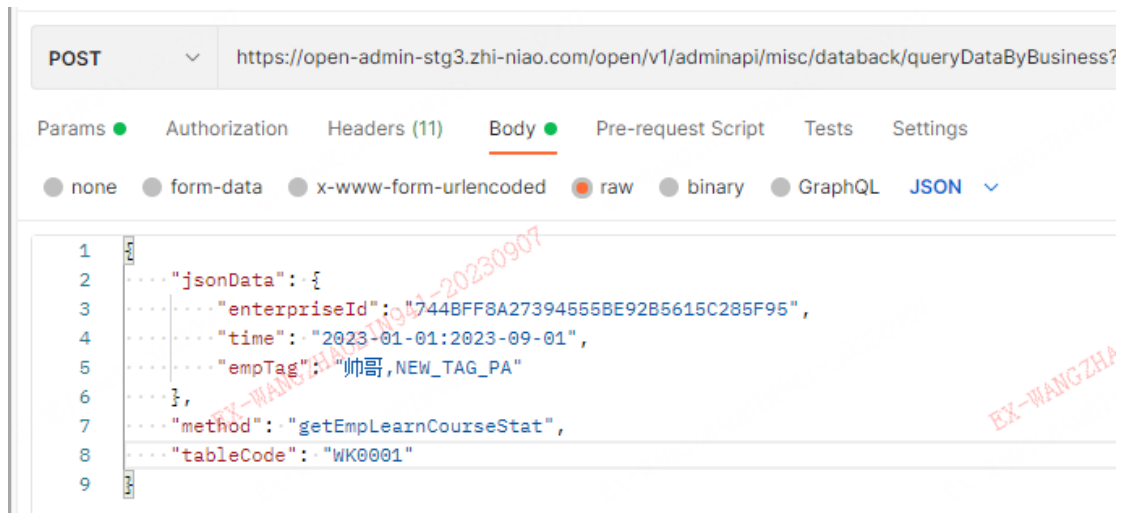 POST https://open-admin-stg3.zhi-niao.com/open/v1/adminapi/misc/databack/queryDataByBusiness?
Params Authorization Headers (11) Body Pre-request Script Tests Settings
none form-data x-www-form-urlencoded raw binary GraphQL JSON
1 {
2 "jsonData": {
3 "enterpriseId": "744BFF8A27394555BE92B5615C285F95",
4 "time": "2023-01-01:2023-09-01",
5 "empTag": "帅哥,NEW_TAG_PA"
6 },
7 "method": "getEmpLearnCourseStat",
8 "tableCode": "WK0001"
9 }
EX-WANGZHAOBIN941-20230907
EX-WANGZHA